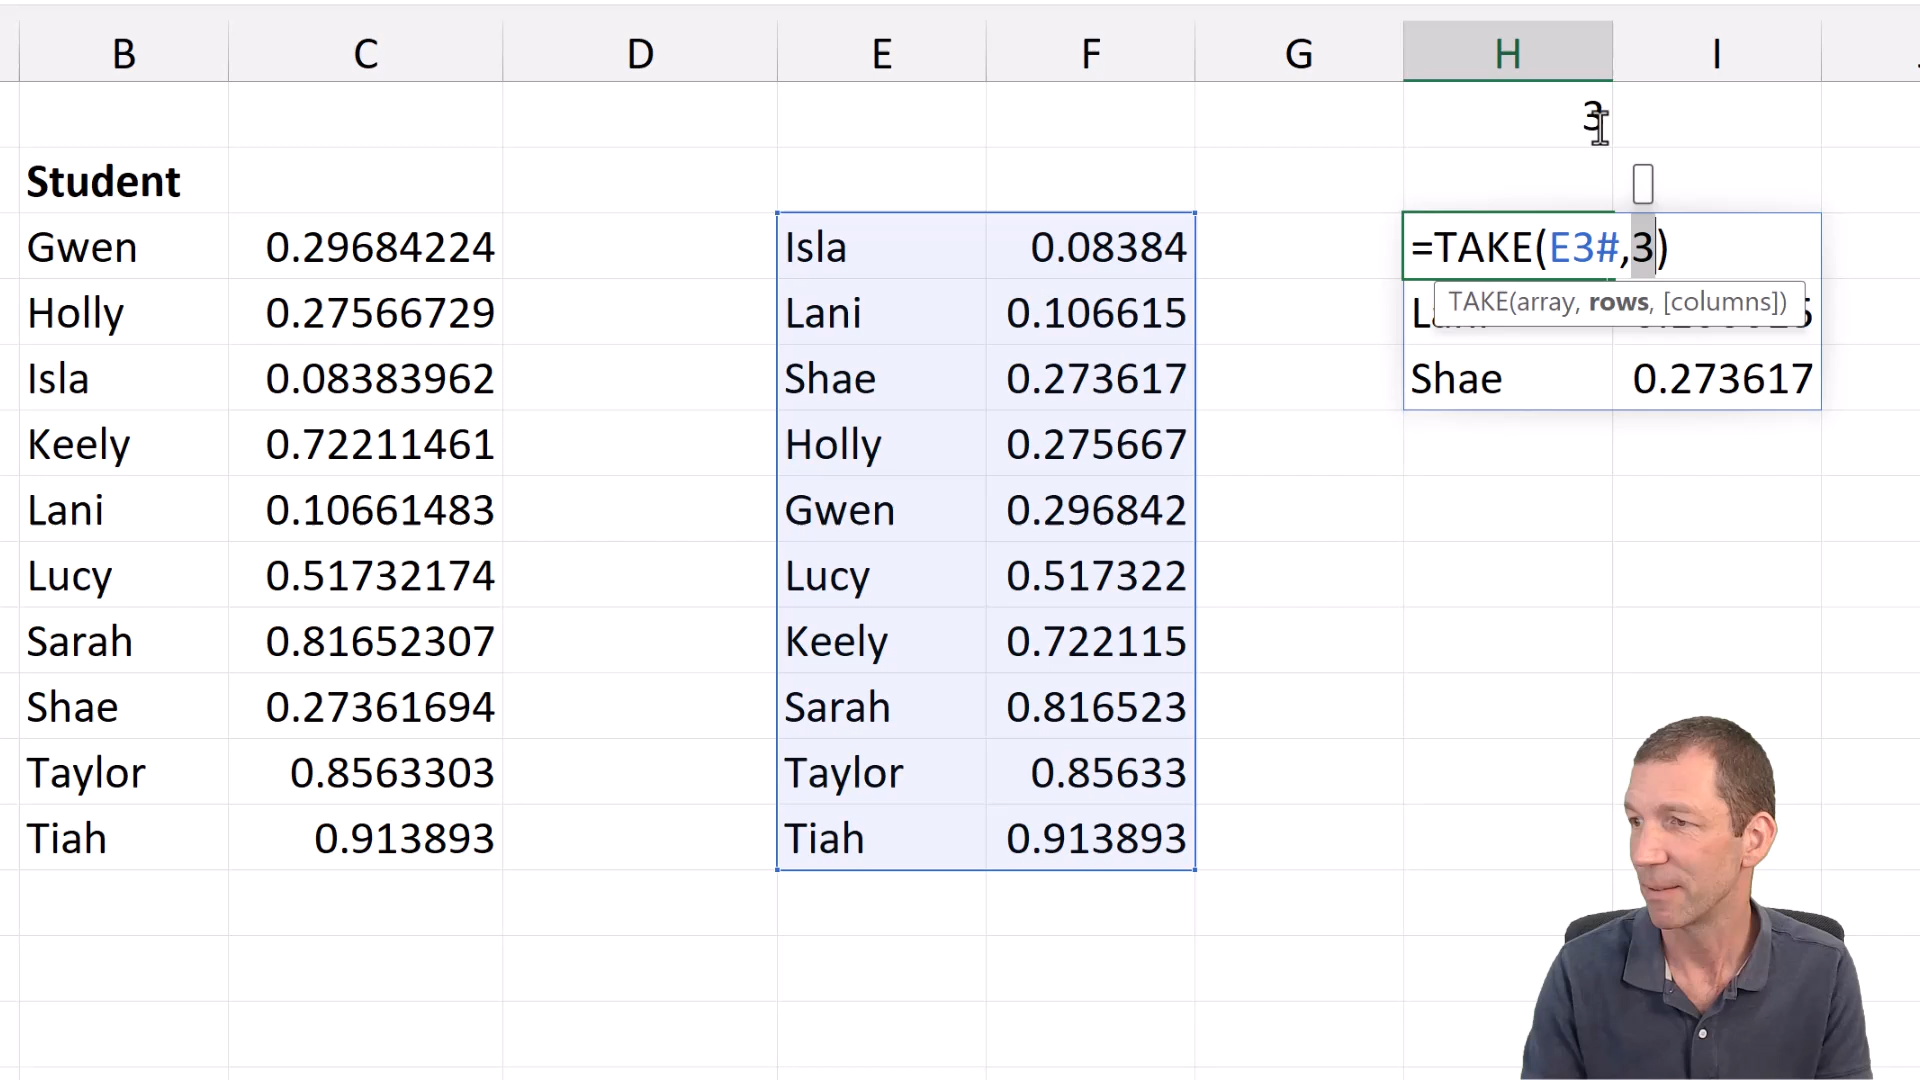 B C D E F G H I
3
Student
Gwen 0.29684224 Isla 0.08384 =TAKE(E3#,3)
TAKE(array, rows, [columns])
Holly 0.27566729 Lani 0.106615
Isla 0.08383962 Shae 0.273617 Shae 0.273617
Keely 0.72211461 Holly 0.275667
Lani 0.10661483 Gwen 0.296842
Lucy 0.51732174 Lucy 0.517322
Sarah 0.81652307 Keely 0.722115
Shae 0.27361694 Sarah 0.816523
Taylor 0.8563303 Taylor 0.85633
Tiah 0.913893 Tiah 0.913893